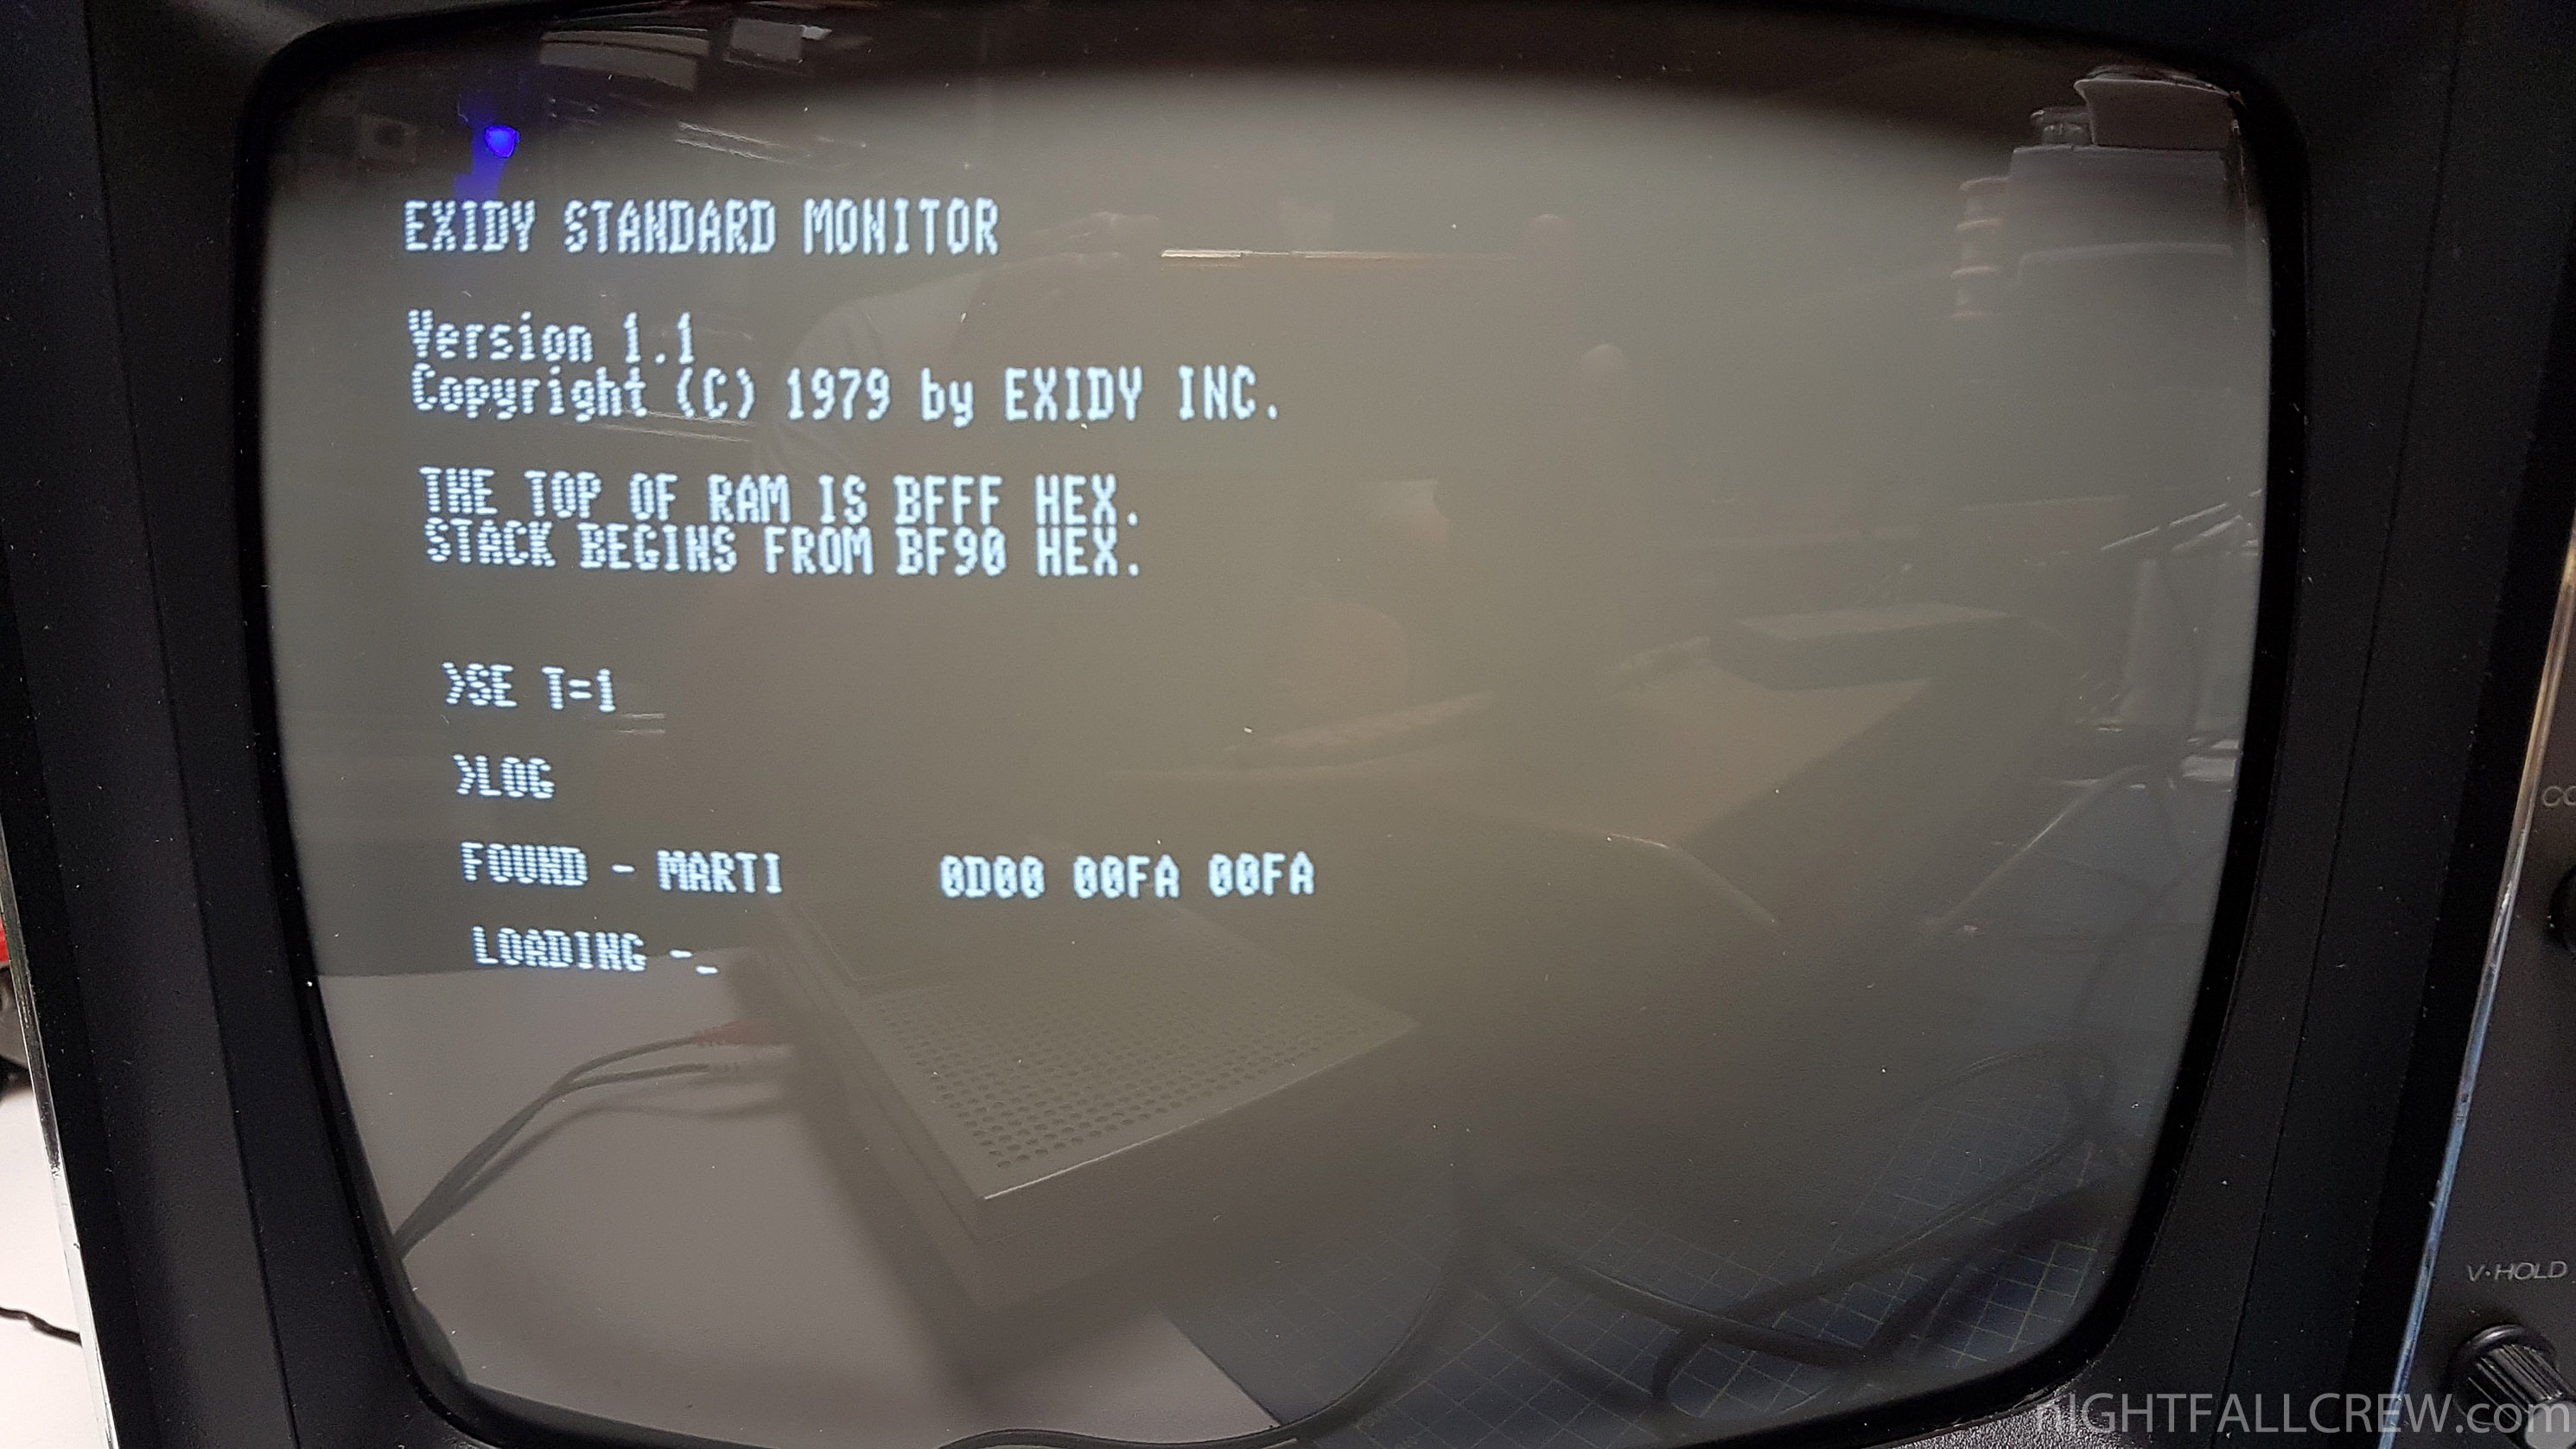 EXIDY STANDARD MONITOR
Version 1.1
Copyright (C) 1979 by EXIDY INC.
THE TOP OF RAM IS BFFF HEX.
STACK BEGINS FROM BF90 HEX.
>SE T=1
>LOG
FOUND - MARTI 0D00 00FA 00FA
LOADING -_
V·HOLD
nIGHTFALLCREW.com